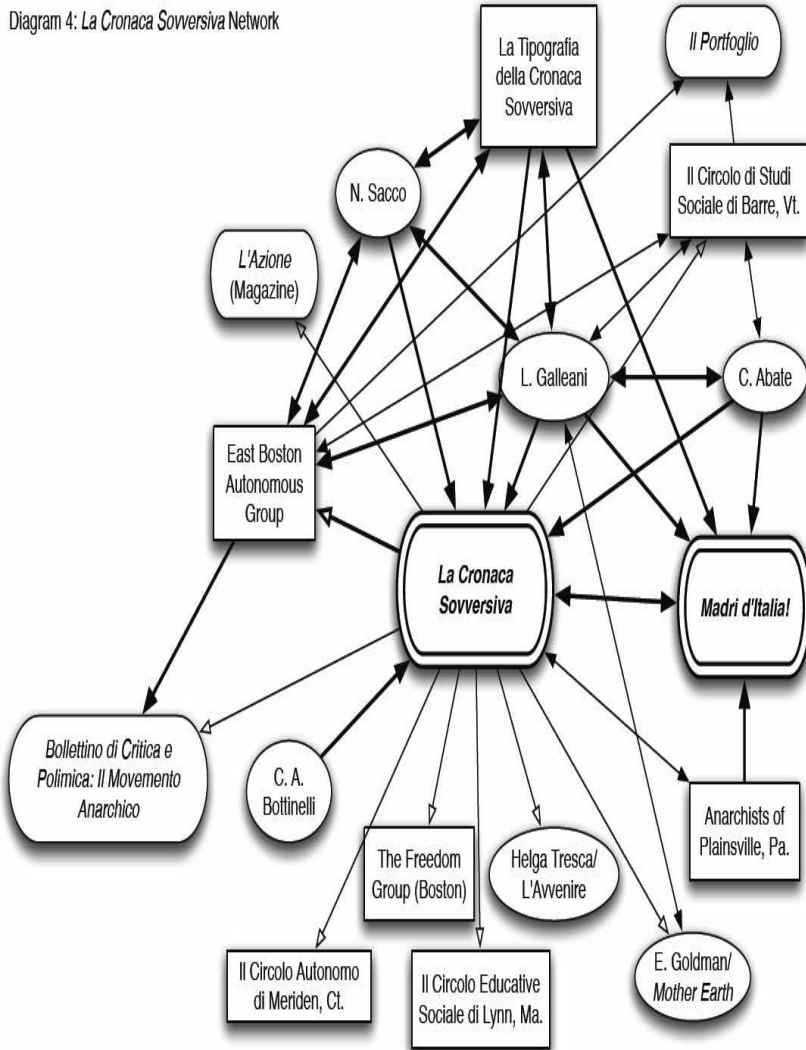 Diagram 4: La Cronaca Sovversiva Network
La Tipografia
della Cronaca
Sovversiva
Il Portfoglio
N. Sacco
Il Circolo di Studi
Sociale di Barre, Vt.
L'Azione
(Magazine)
L. Galleani
C. Abate
East Boston
Autonomous
Group
La Cronaca
Sovversiva
Madri d'Italia!
Bollettino di Critica e
Polimica: Il Movemento
Anarchico
C. A.
Bottinelli
Anarchists of
Plainsville, Pa.
The Freedom
Group (Boston)
Helga Tresca/
L'Avvenire
Il Circolo Autonomo
di Meriden, Ct.
Il Circolo Educative
Sociale di Lynn, Ma.
E. Goldman/
Mother Earth